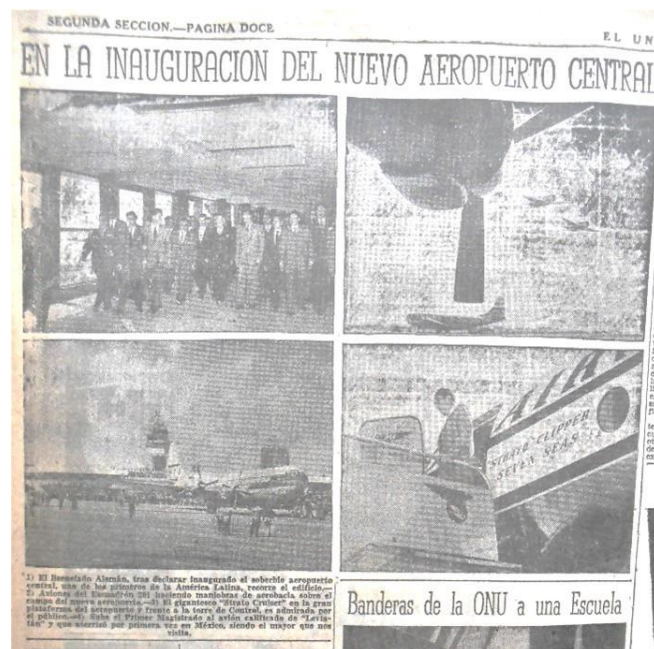 SEGUNDA SECCION.—PAGINA DOCE
EL UN
EN LA INAUGURACION DEL NUEVO AEROPUERTO CENTRAL
STRATO CLIPPER
SEVEN SEAS
1) El licenciado Alemán, tras declarar inaugurado el soberbio aeropuerto
central, uno de los primeros de la América Latina, recorre el edificio.—
2) Aviones del Escuadrón 201 haciendo maniobras de acrobacia sobre el
campo del nuevo aeropuerto.—3) El gigantesco "Strato Cruiser" en la gran
plataforma del aeropuerto y frente a la torre de Control, es admirada por
el público.—4) Sube el Primer Magistrado al avión calificado de "Levia-
tán" y que aterrizó por primera vez en México, siendo el mayor que nos
visita.
Banderas de la ONU a una Escuela